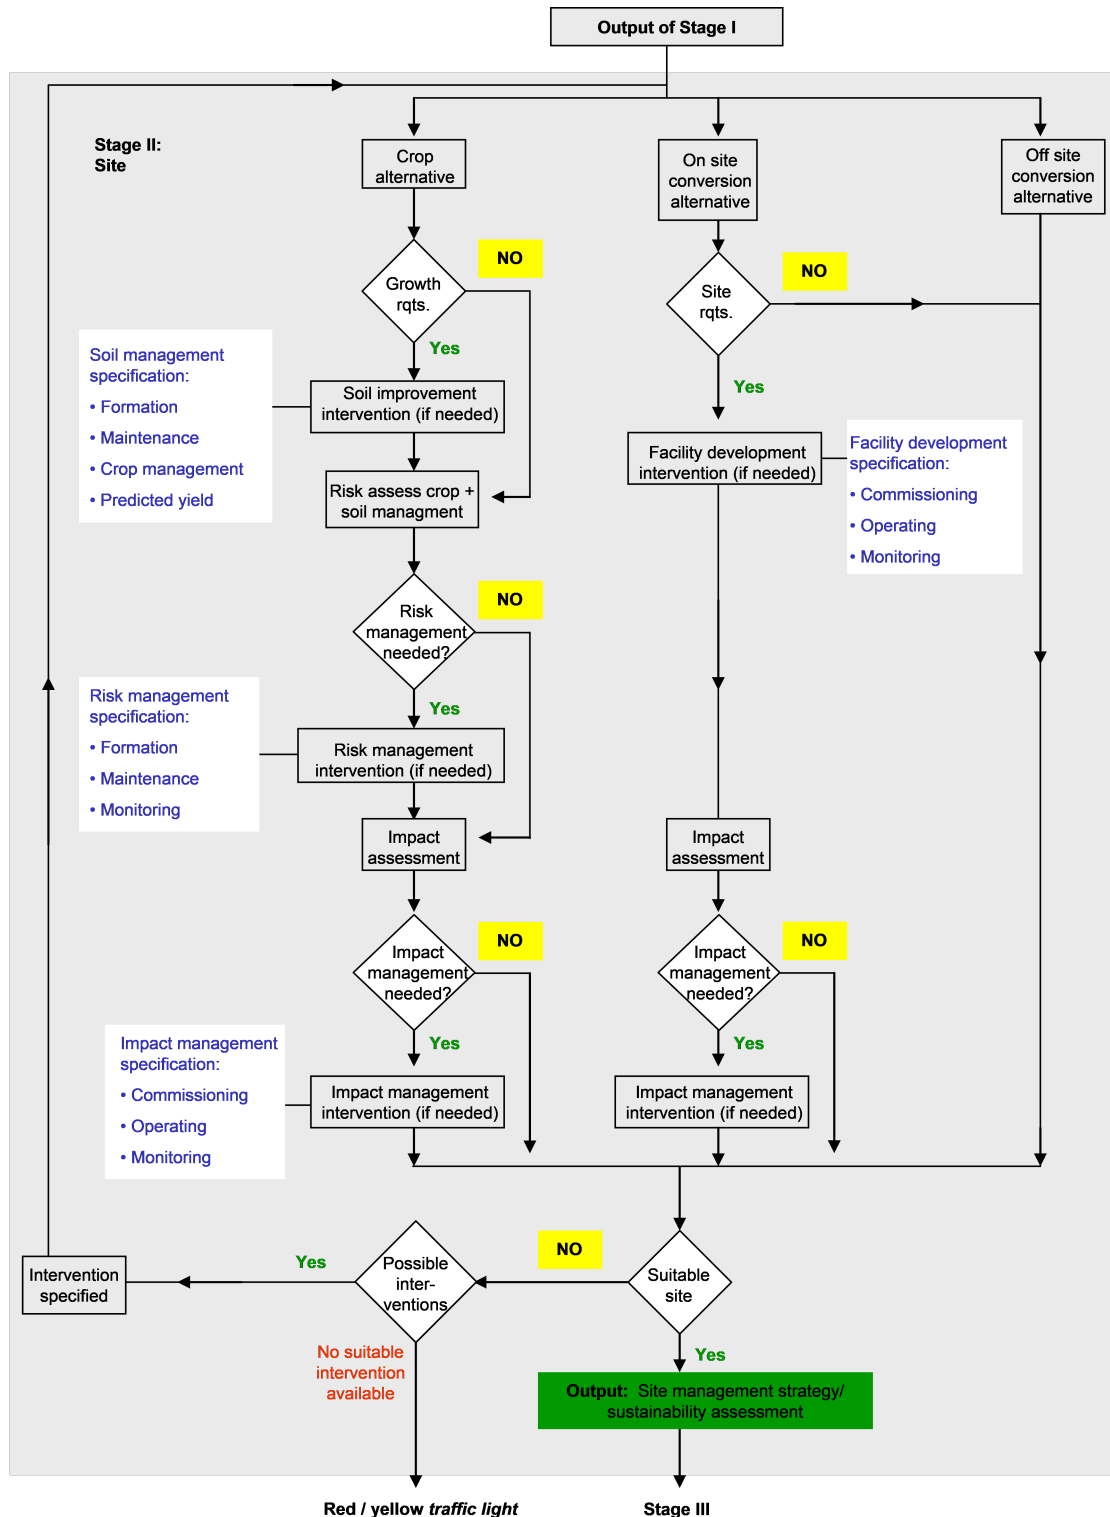 Output of Stage I
Stage II:
Site
Crop
alternative
On site
conversion
alternative
Off site
conversion
alternative
Growth
rqts.
NO
Site
rqts.
NO
Yes
Yes
Soil management
specification:
• Formation
• Maintenance
• Crop management
• Predicted yield
Soil improvement
intervention (if needed)
Risk assess crop +
soil managment
Facility development
intervention (if needed)
Facility development
specification:
• Commissioning
• Operating
• Monitoring
Risk
management
needed?
NO
Yes
Risk management
specification:
• Formation
• Maintenance
• Monitoring
Risk management
intervention (if needed)
Impact
assessment
Impact
assessment
Impact
management
needed?
NO
Impact
management
needed?
NO
Yes
Yes
Impact management
specification:
• Commissioning
• Operating
• Monitoring
Impact management
intervention (if needed)
Impact management
intervention (if needed)
Intervention
specified
Yes
Possible
inter-
ventions
NO
Suitable
site
No suitable
intervention
available
Yes
Output: Site management strategy/
sustainability assessment
Red / yellow traffic light
Stage III